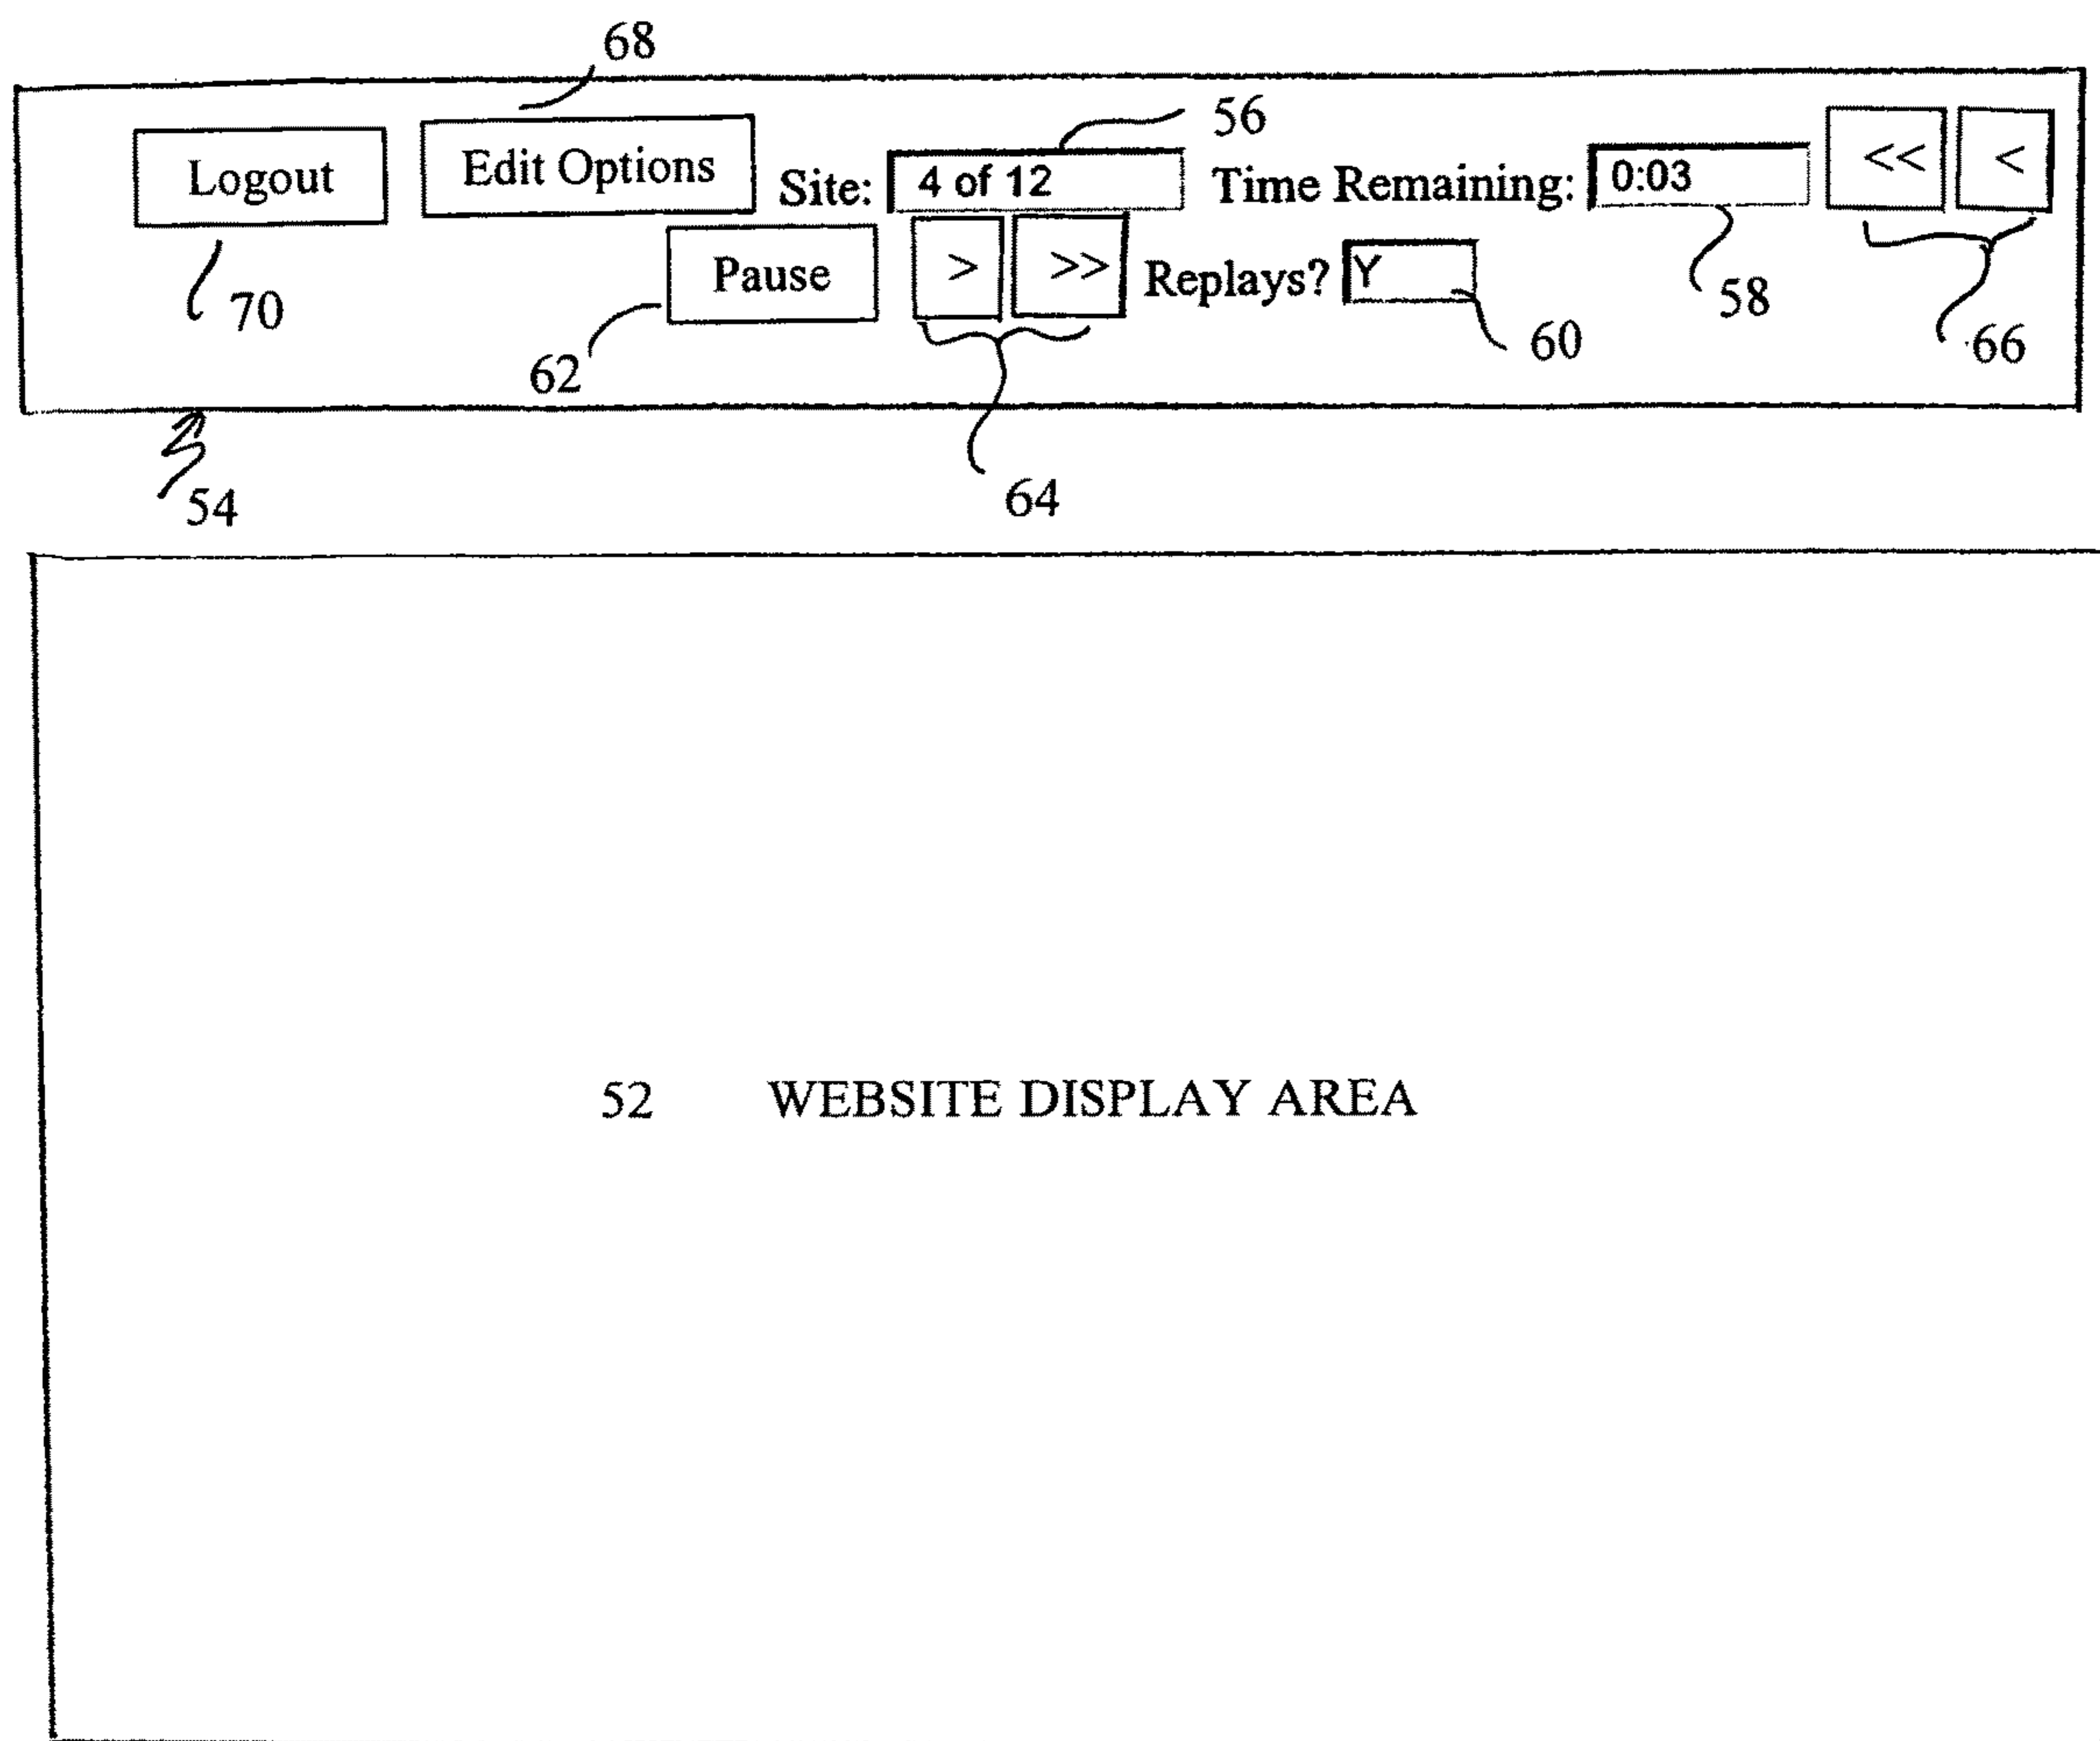 68
Logout Edit Options Site: 4 of 12 56 Time Remaining: 0:03 << <
70 62 Pause > >> Replays? Y 60 58 66
54 64
52 WEBSITE DISPLAY AREA